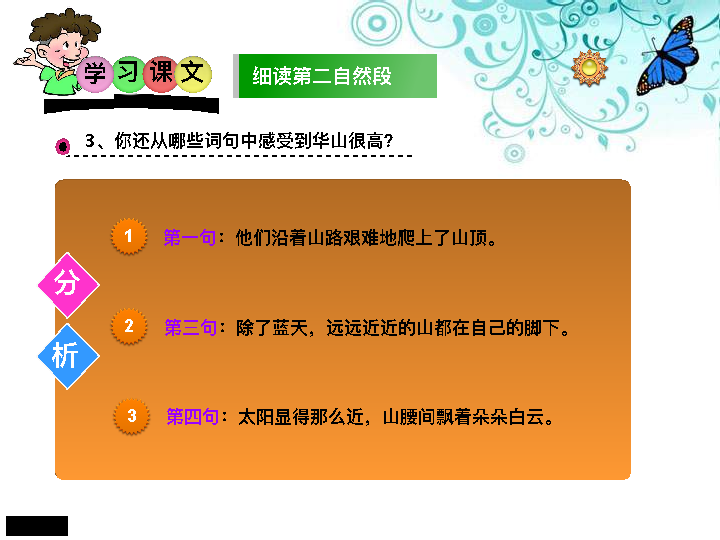 学习课文
细读第二自然段
3、你还从哪些词句中感受到华山很高?
1 第一句：他们沿着山路艰难地爬上了山顶。
分
2 第三句：除了蓝天，远远近近的山都在自己的脚下。
析
3 第四句：太阳显得那么近，山腰间飘着朵朵白云。